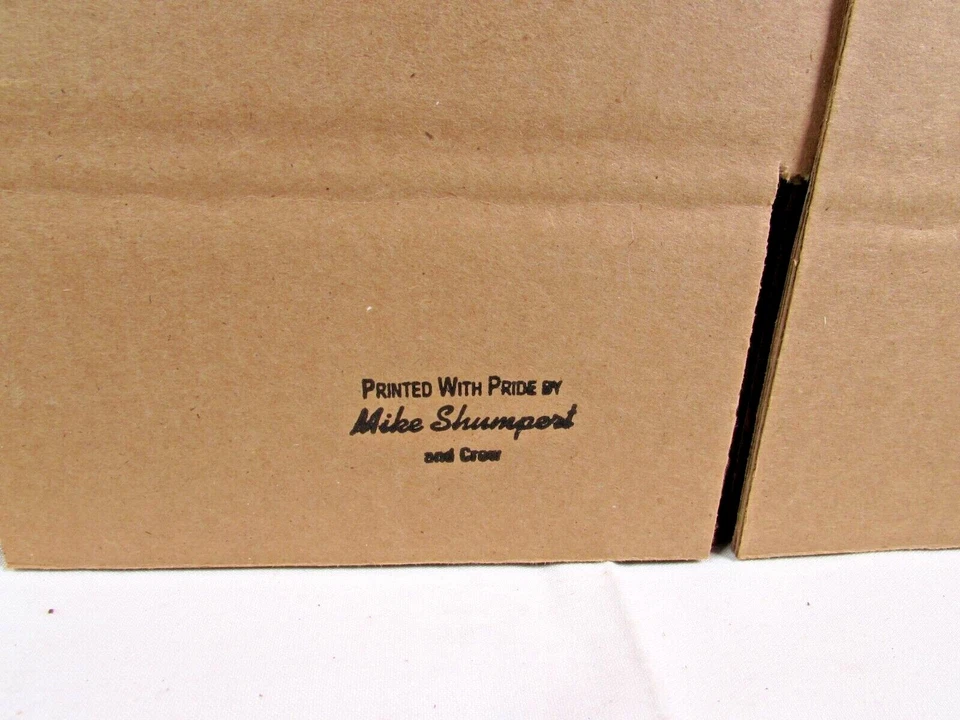 PRINTED WITH PRIDE BY
Mike Shumpert
and Crew